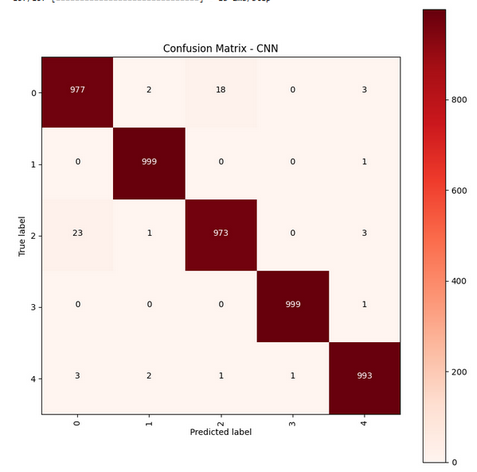 Confusion Matrix - CNN
0 977 2 18 0 3
1 0 999 0 0 1
2 23 1 973 0 3
3 0 0 0 999 1
4 3 2 1 1 993
0 1 2 3 4
True label
Predicted label
800
600
400
200
0